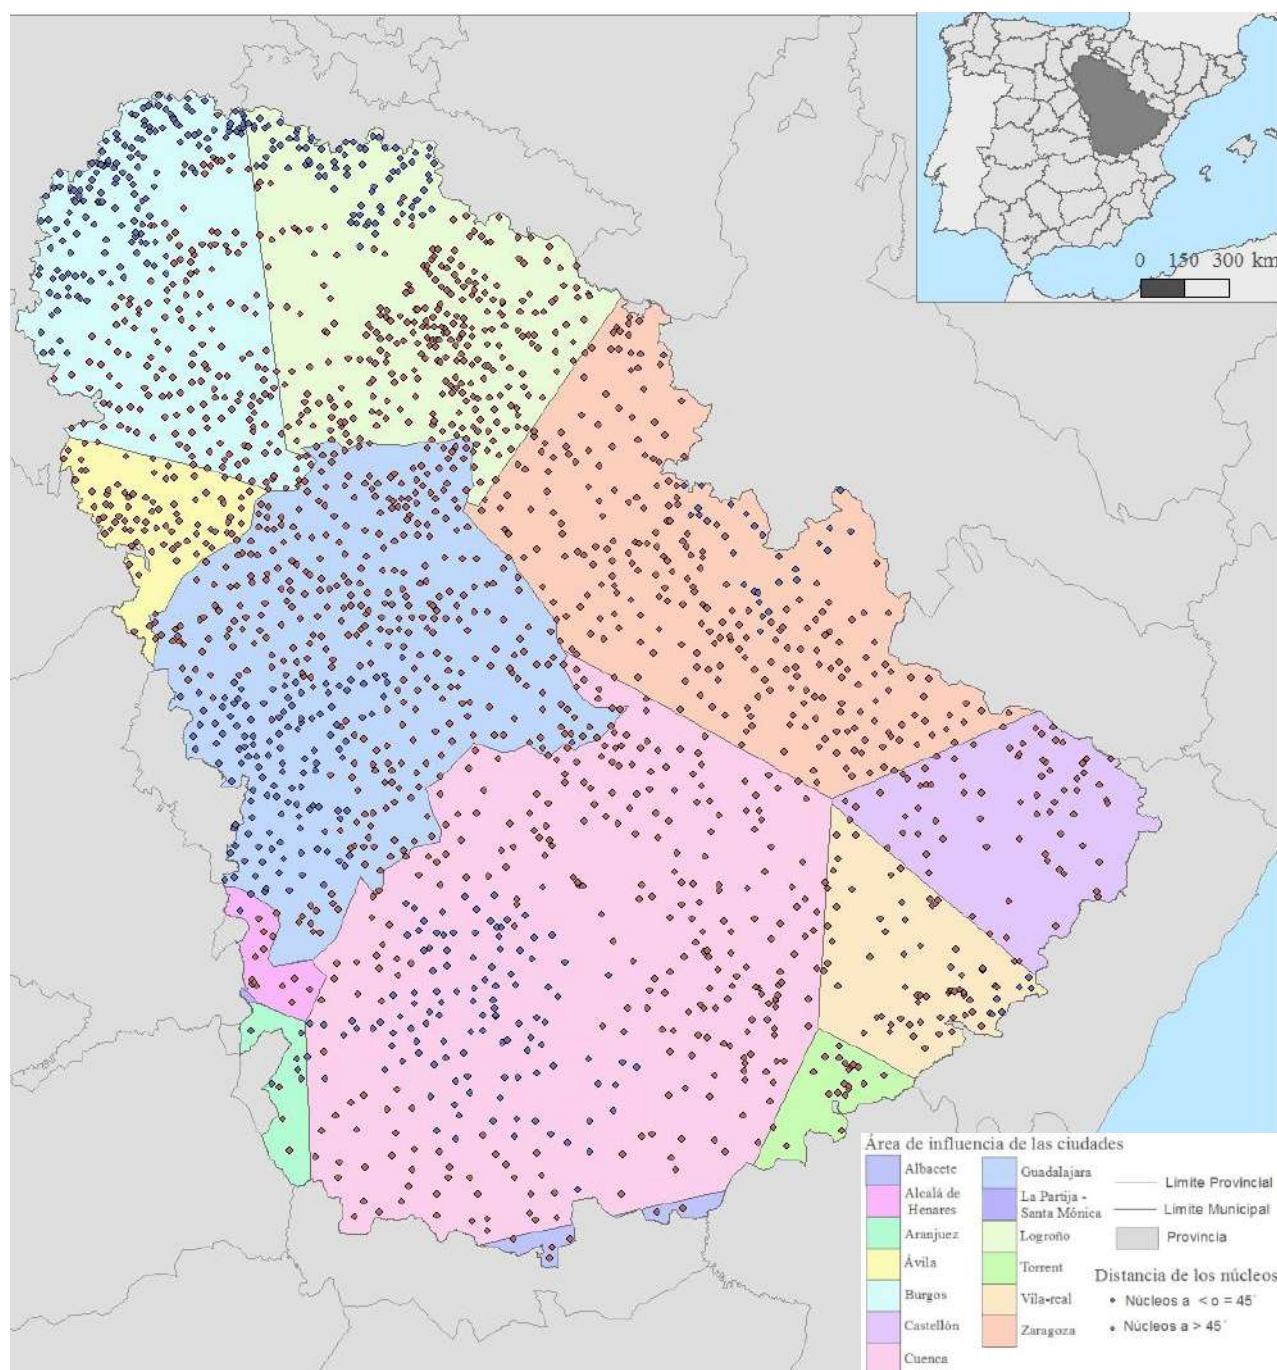 0 150 300 km
Área de influencia de las ciudades
Albacete
Alcalá de
Henares
Aranjuez
Ávila
Burgos
Castellón
Cuenca
Guadalajara
La Partija -
Santa Mónica
Logroño
Torrent
Vila-real
Zaragoza
Limite Provincial
Limite Municipal
Provincia
Distancia de los núcleos
Núcleos a < o = 45´
Núcleos a > 45´